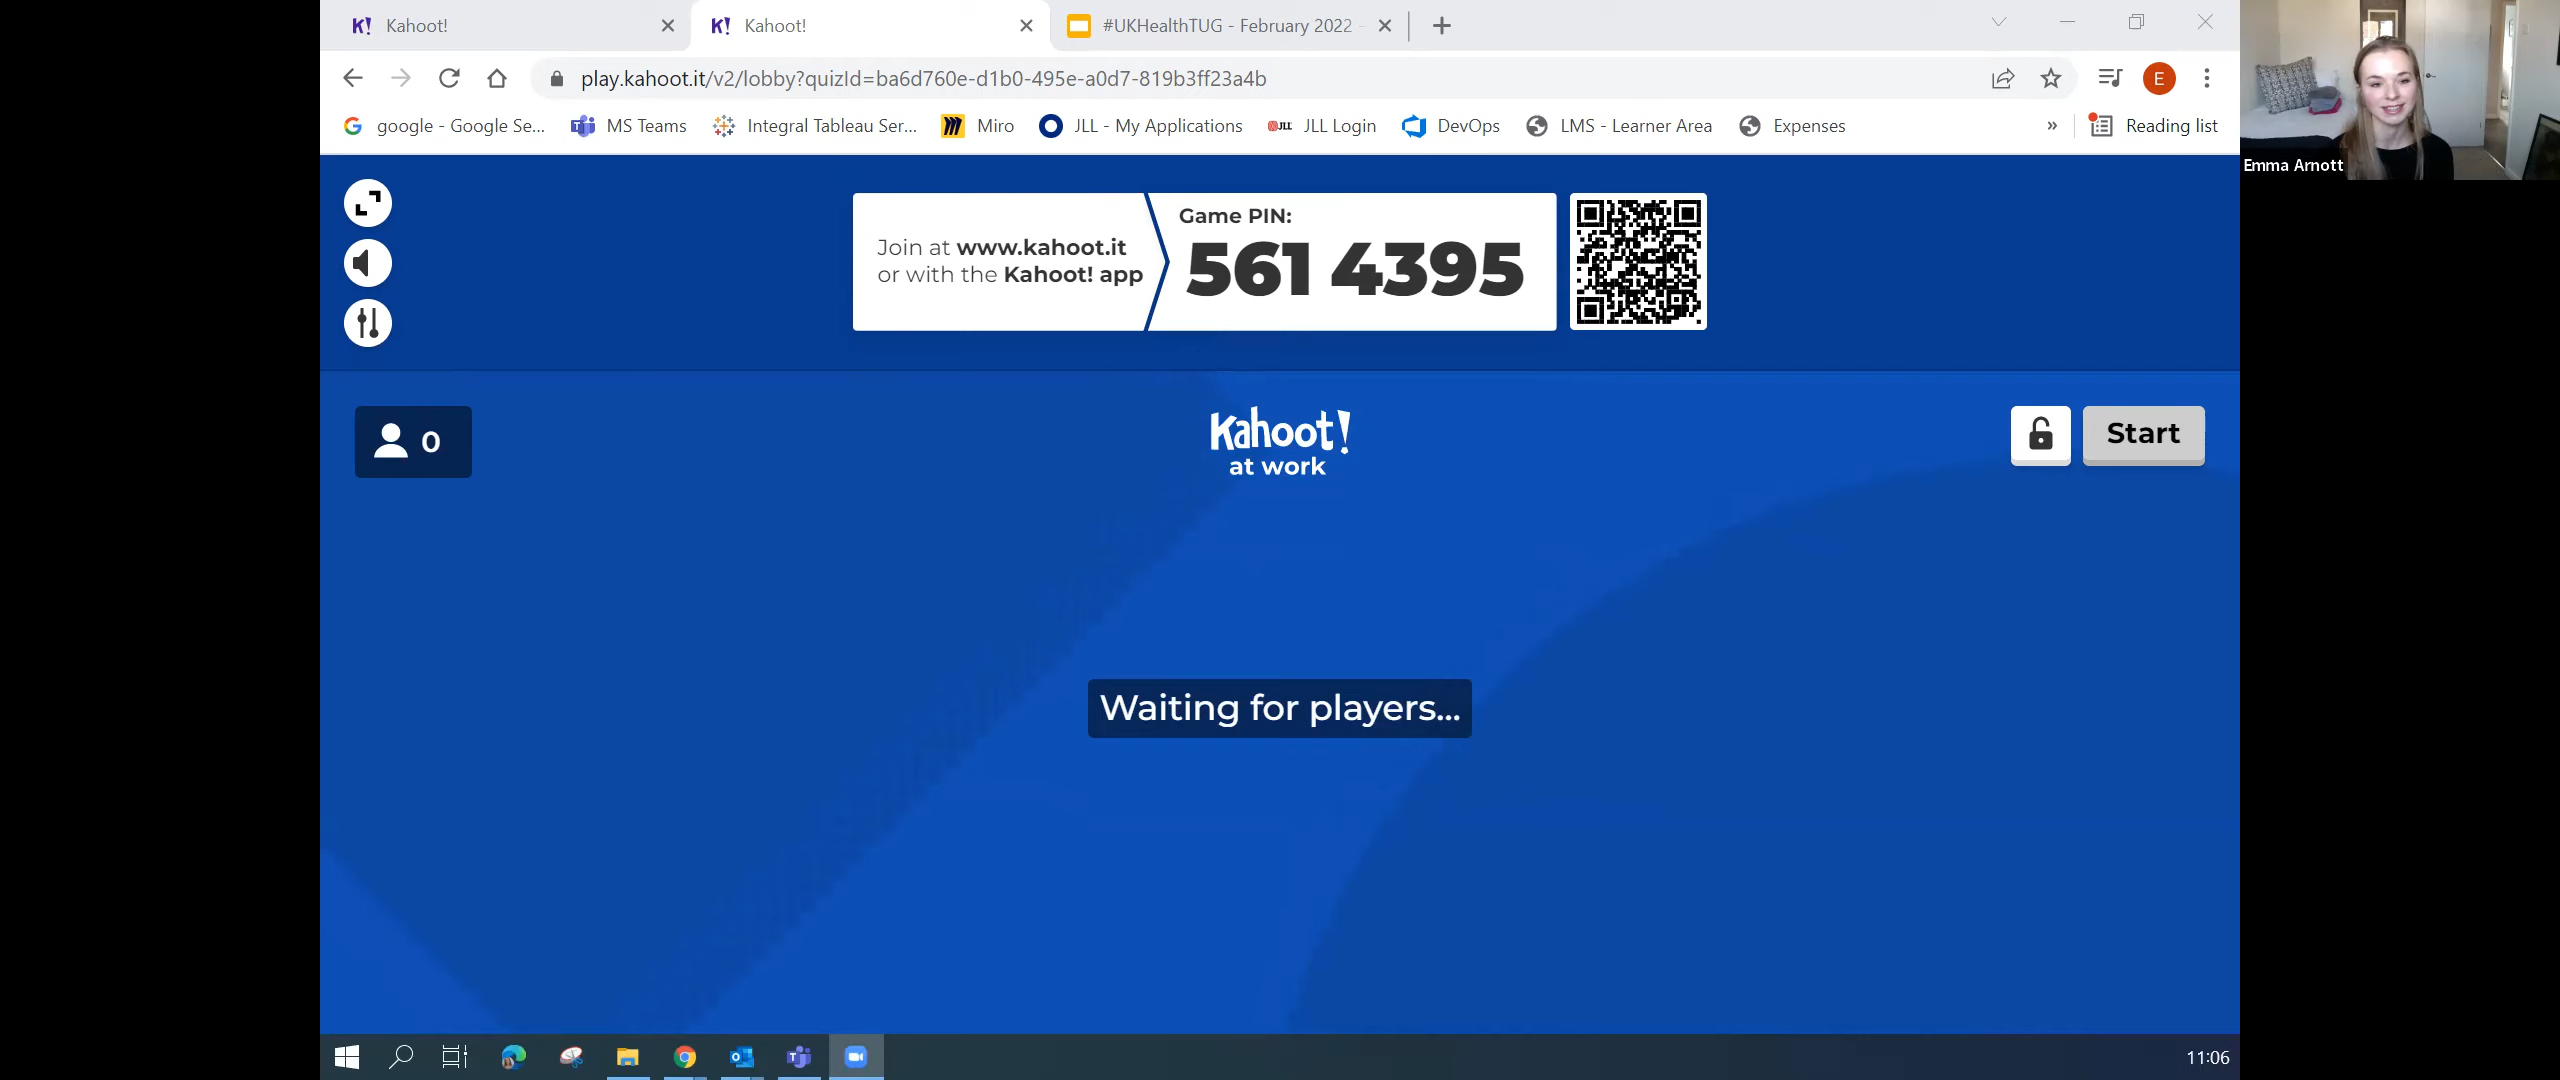 Kahoot!
Kahoot!
#UKHealthTUG - February 2022 -
play.kahoot.it/v2/lobby?quizId=ba6d760e-d1b0-495e-a0d7-819b3ff23a4b
E
google - Google Se...
MS Teams
Integral Tableau Ser...
Miro
JLL - My Applications
JLL Login
DevOps
LMS - Learner Area
Expenses
»
Reading list
Emma Arnott
Join at www.kahoot.it
or with the Kahoot! app
Game PIN:
561 4395
0
Kahoot!
at work
Start
Waiting for players...
11:06